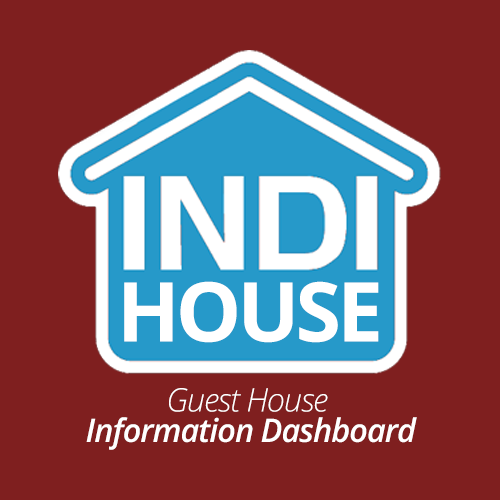 INDI
HOUSE
Guest House
Information Dashboard